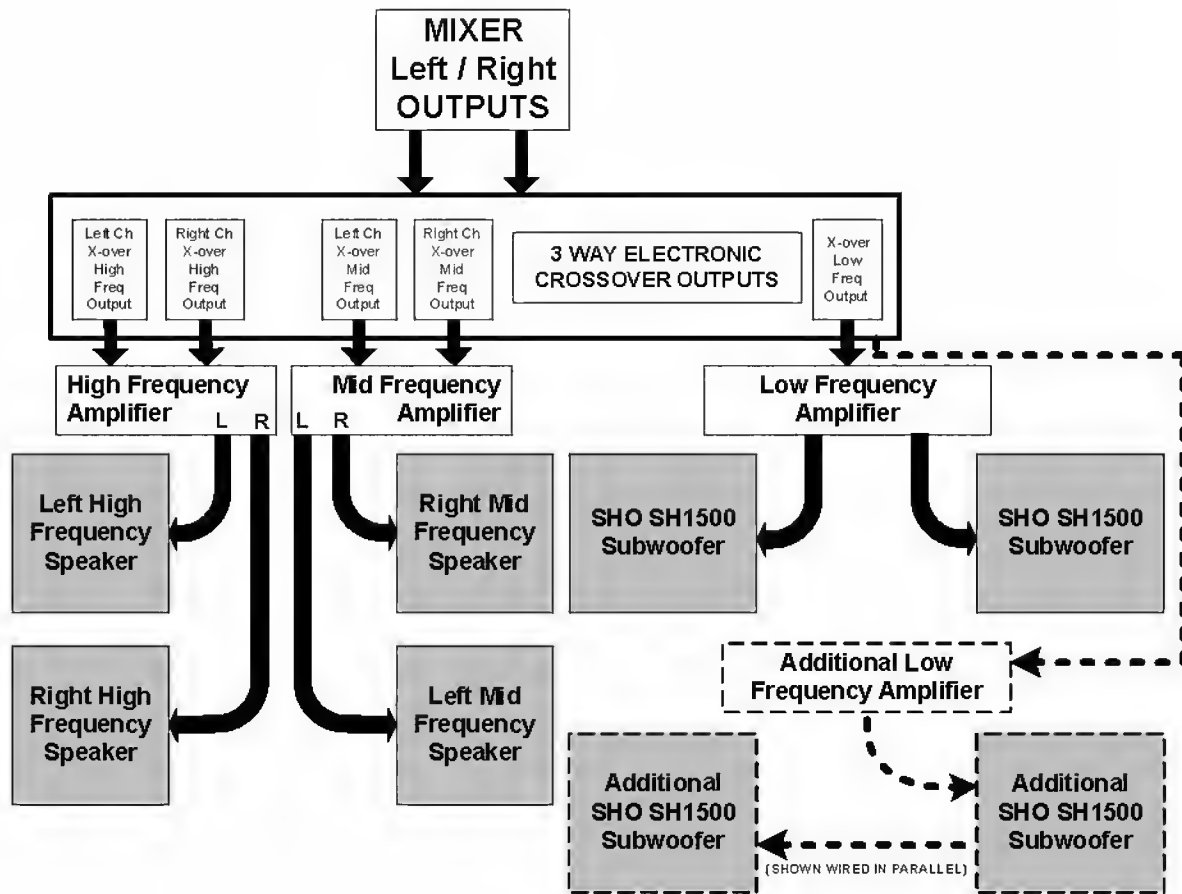 MIXER
Left / Right
OUTPUTS
Left Ch
X-over
High
Freq
Output
Right Ch
X-over
High
Freq
Output
Left Ch
X-over
Mid
Freq
Output
Right Ch
X-over
Mid
Freq
Output
3 WAY ELECTRONIC
CROSSOVER OUTPUTS
X-over
Low
Freq
Output
High Frequency
Amplifier
L R
Mid Frequency
Amplifier
L R
Low Frequency
Amplifier
Left High
Frequency
Speaker
Right Mid
Frequency
Speaker
SHO SH1500
Subwoofer
SHO SH1500
Subwoofer
Right High
Frequency
Speaker
Left Mid
Frequency
Speaker
Additional Low
Frequency Amplifier
Additional
SHO SH1500
Subwoofer
Additional
SHO SH1500
Subwoofer
(SHOWN WIRED IN PARALLEL)